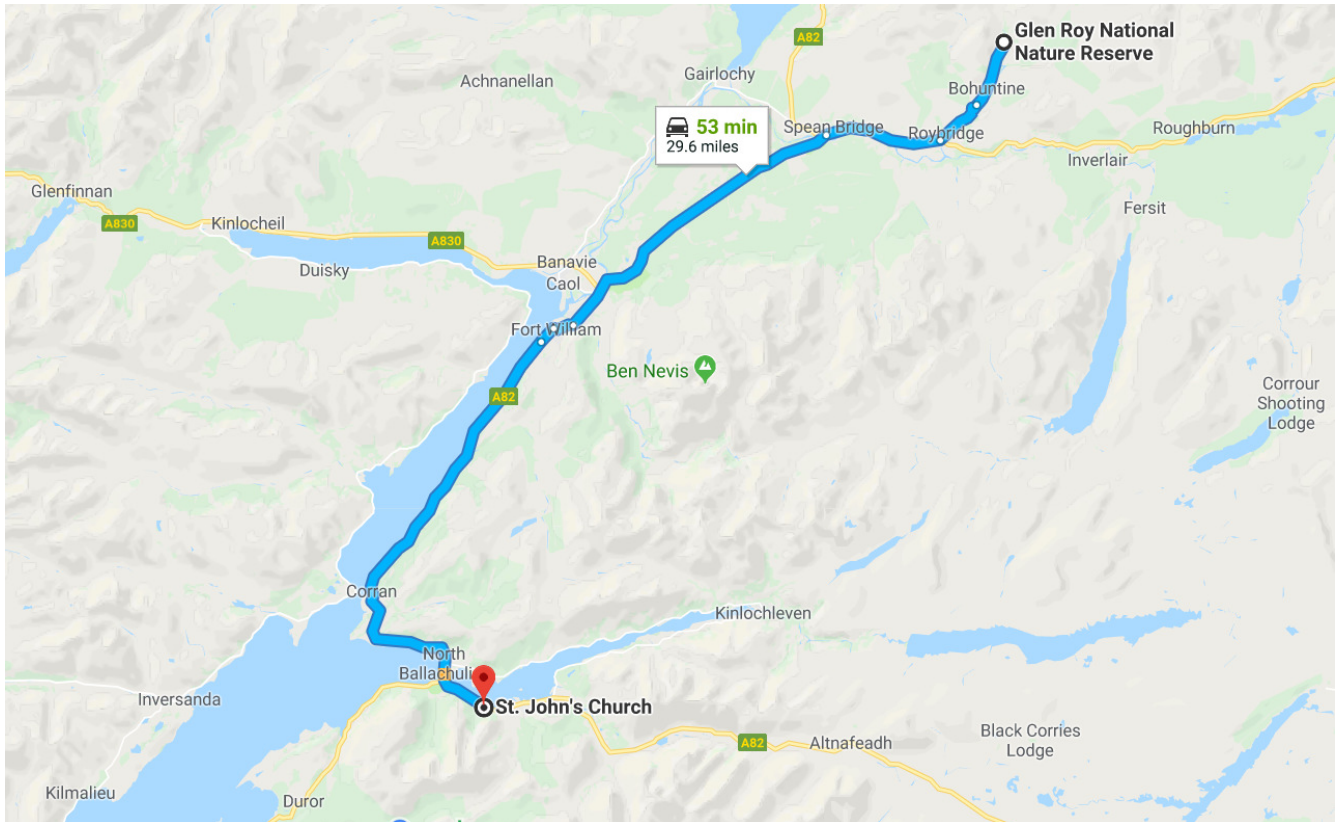 Glen Roy National
Nature Reserve
A82
Gairlochy
Achnanellan
Bohuntine
53 min
29.6 miles
Spean Bridge
Roybridge
Roughburn
Inverlair
Glenfinnan
Fersit
A830
Kinlocheil
A830
Banavie
Duisky
Caol
Fort William
Ben Nevis
A82
Corrour
Shooting
Lodge
Corran
Kinlochleven
North
Ballachuli
Inversanda
St. John's Church
Black Corries
Lodge
A82
Altnafeadh
Kilmalieu
Duror